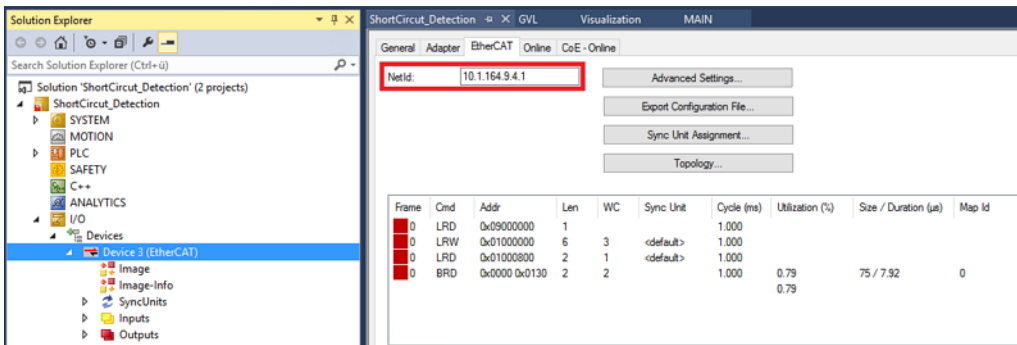 Solution Explorer
Search Solution Explorer (Ctrl+ü)
Solution 'ShortCircut_Detection' (2 projects)
ShortCircut_Detection
SYSTEM
MOTION
PLC
SAFETY
C++
ANALYTICS
I/O
Devices
Device 3 (EtherCAT)
Image
Image-Info
SyncUnits
Inputs
Outputs
ShortCircut_Detection GVL Visualization MAIN
General Adapter EtherCAT Online CoE - Online
NetId: 10.1.164.9.4.1
Advanced Settings...
Export Configuration File...
Sync Unit Assignment...
Topology...
Frame Cmd Addr Len WC Sync Unit Cycle (ms) Utilization (%) Size / Duration (µs) Map Id
0 LRD 0x09000000 1 1.000
0 LRW 0x01000000 6 3 <default> 1.000
0 LRD 0x01000800 2 1 <default> 1.000
0 BRD 0x0000 0x0130 2 2 1.000 0.79 75 / 7.92 0
0.79